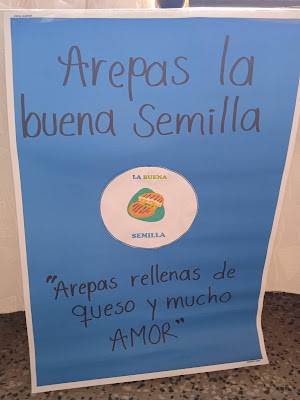 Arepas la
buena Semilla
LA BUENA
SEMILLA
"Arepas rellenas de
queso y mucho
AMOR"